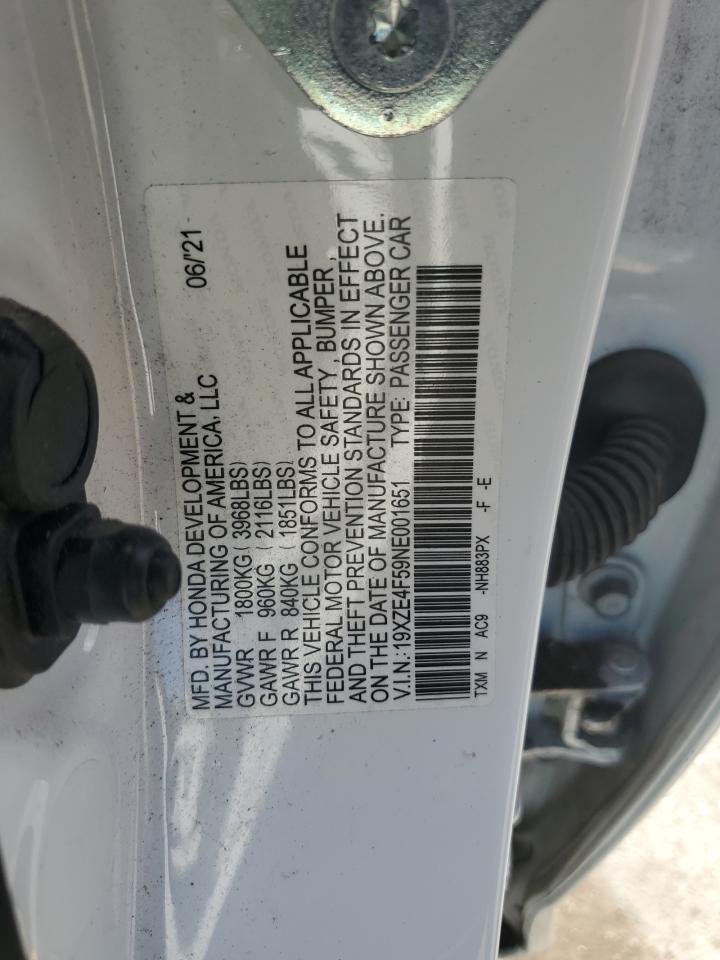 MFD. BY HONDA DEVELOPMENT & 06/'21
MANUFACTURING OF AMERICA, LLC
GVWR 1800KG ( 3968LBS)
GAWR F 960KG ( 2116LBS)
GAWR R 840KG ( 1851LBS)
THIS VEHICLE CONFORMS TO ALL APPLICABLE
FEDERAL MOTOR VEHICLE SAFETY, BUMPER,
AND THEFT PREVENTION STANDARDS IN EFFECT
ON THE DATE OF MANUFACTURE SHOWN ABOVE.
V.I.N.:19XZE4F59NE001651 TYPE: PASSENGER CAR
TXM N AC9 -NH883PX -F -E